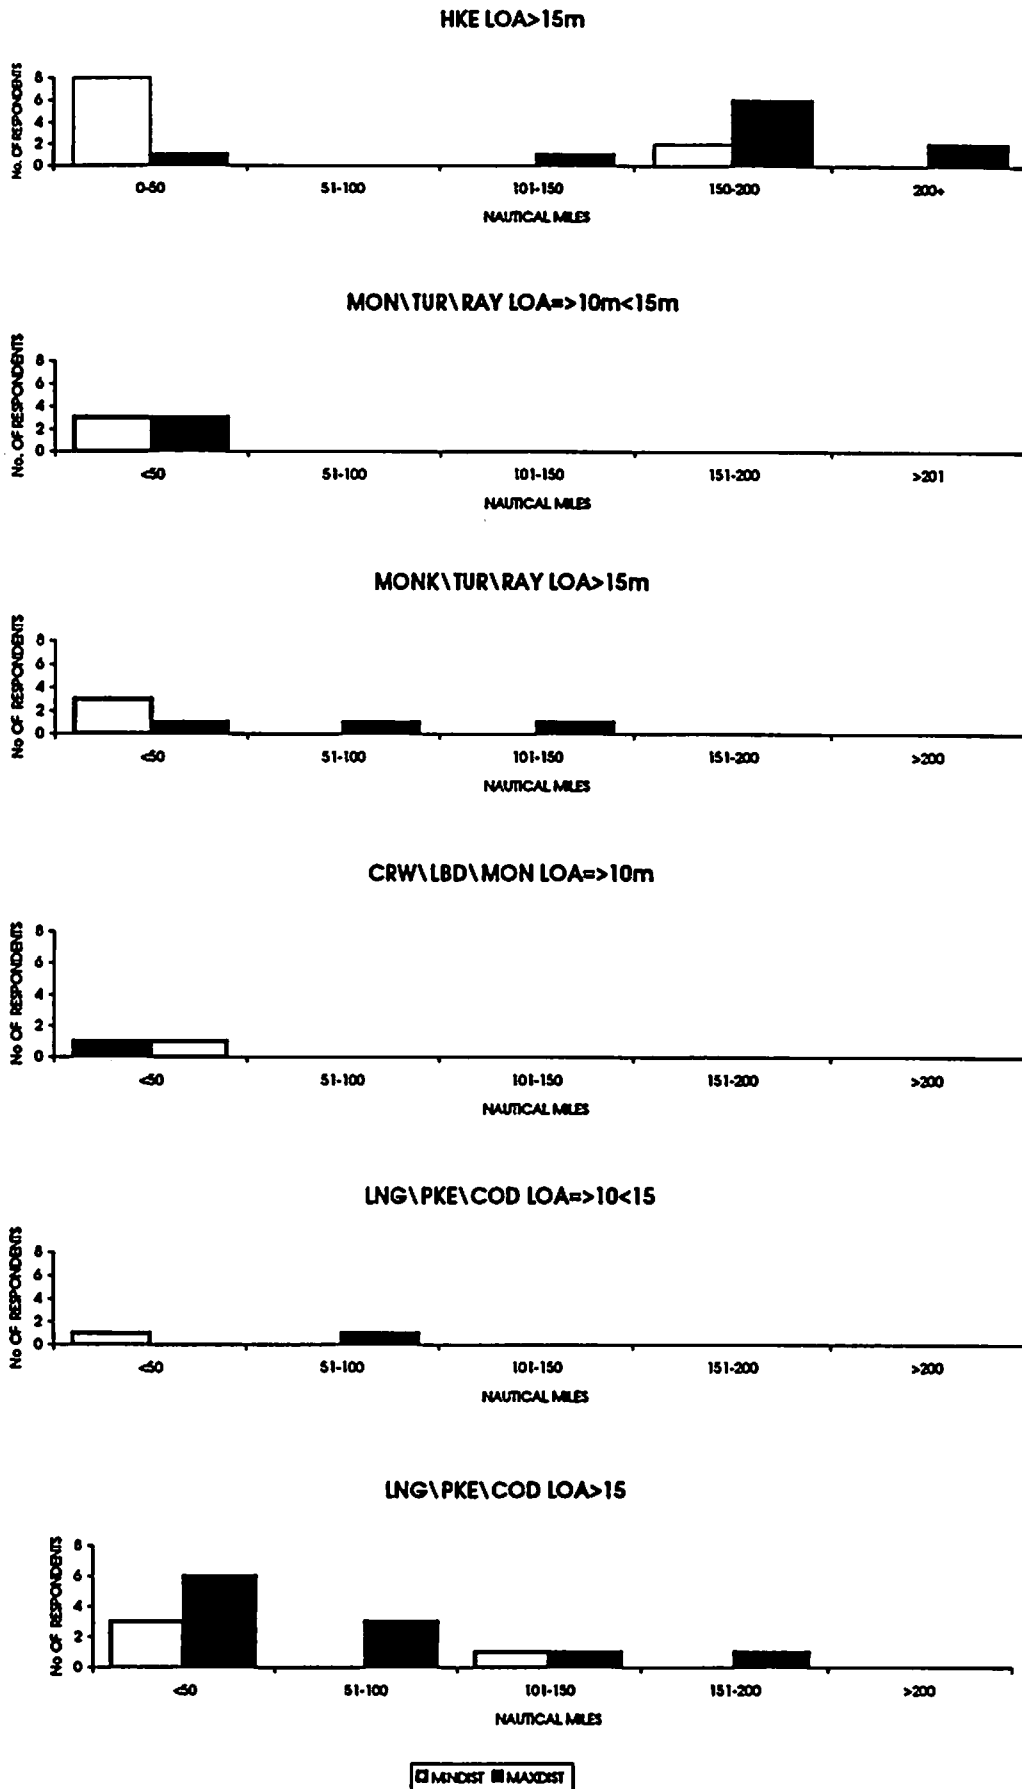 HKE LOA>15m
No. OF RESPONDENTS
8
6
4
2
0
0-50 51-100 101-150 150-200 200+
NAUTICAL MILES
MON\TUR\RAY LOA=>10m<15m
No. OF RESPONDENTS
8
6
4
2
0
<50 51-100 101-150 151-200 >201
NAUTICAL MILES
MONK\TUR\RAY LOA>15m
No OF RESPONDENTS
8
6
4
2
0
<50 51-100 101-150 151-200 >200
NAUTICAL MILES
CRW\LBD\MON LOA=>10m
No OF RESPONDENTS
8
6
4
2
0
<50 51-100 101-150 151-200 >200
NAUTICAL MILES
LNG\PKE\COD LOA=>10<15
No OF RESPONDENTS
8
6
4
2
0
<50 51-100 101-150 151-200 >200
NAUTICAL MILES
LNG\PKE\COD LOA>15
No OF RESPONDENTS
8
6
4
2
0
<50 51-100 101-150 151-200 >200
NAUTICAL MILES
MINDIST MAXDIST